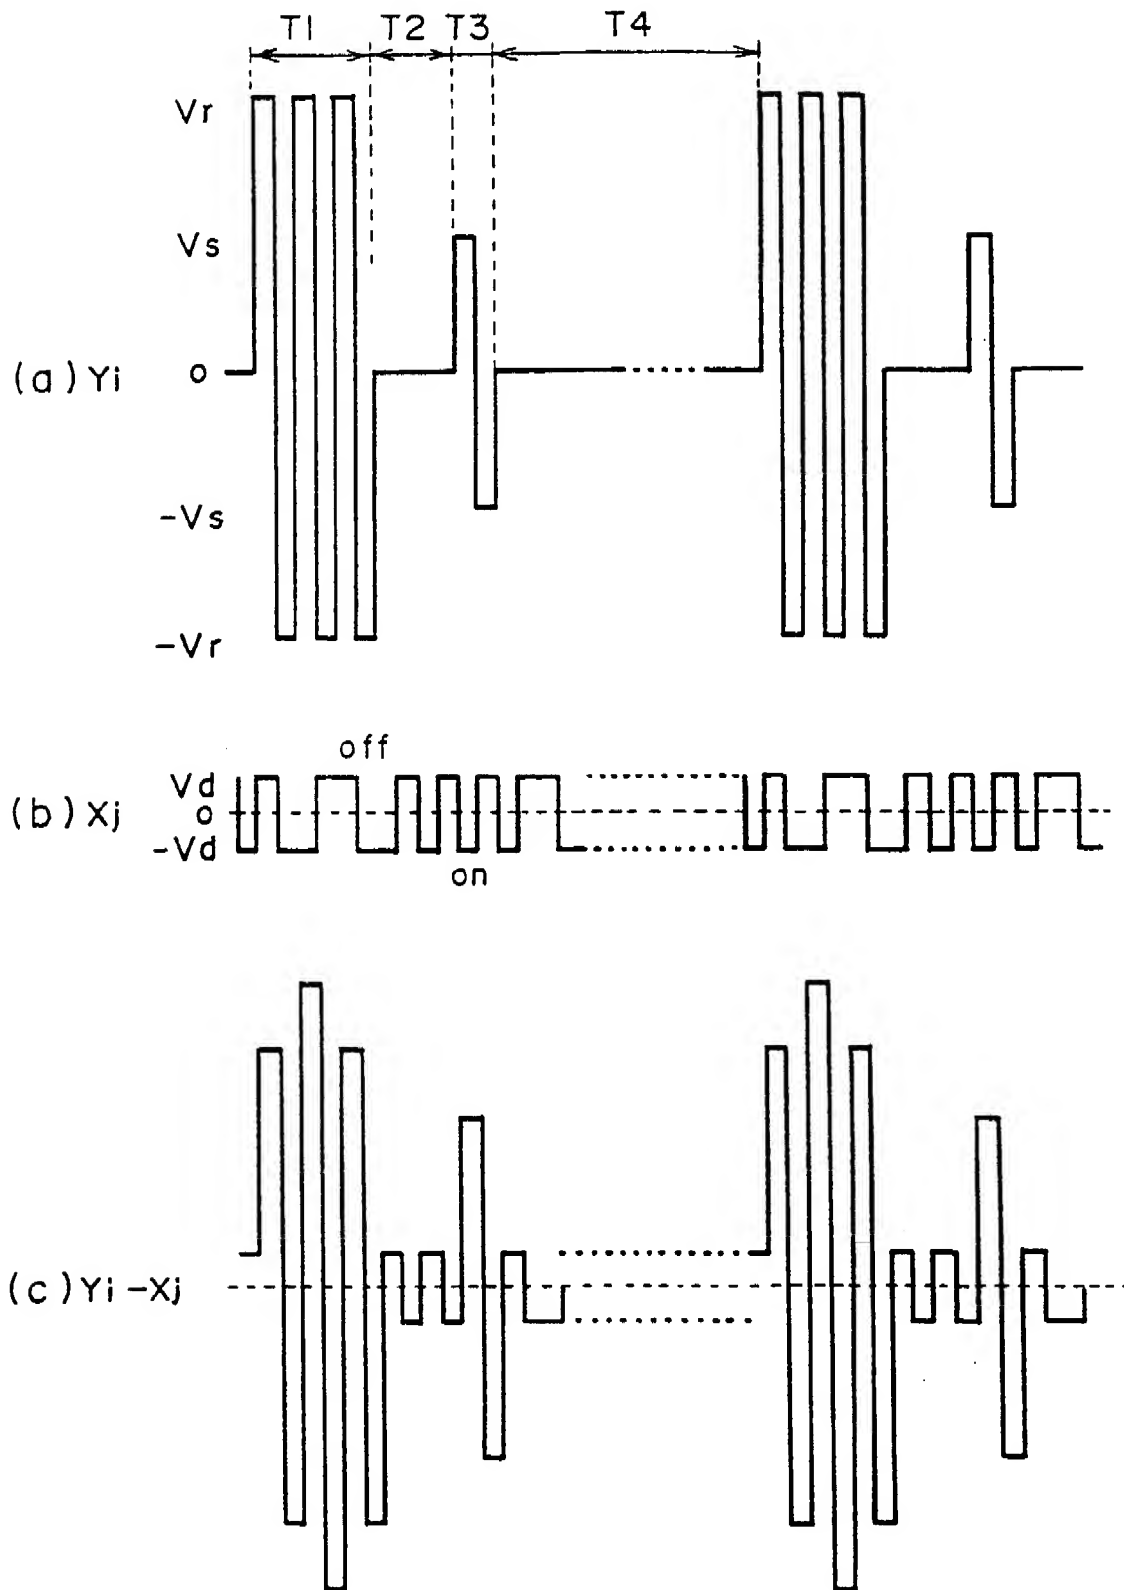 T1 T2 T3 T4
Vr
Vs
(a) Yi o
-Vs
-Vr
off
Vd
(b) Xj o
-Vd
on
(c) Yi -Xj